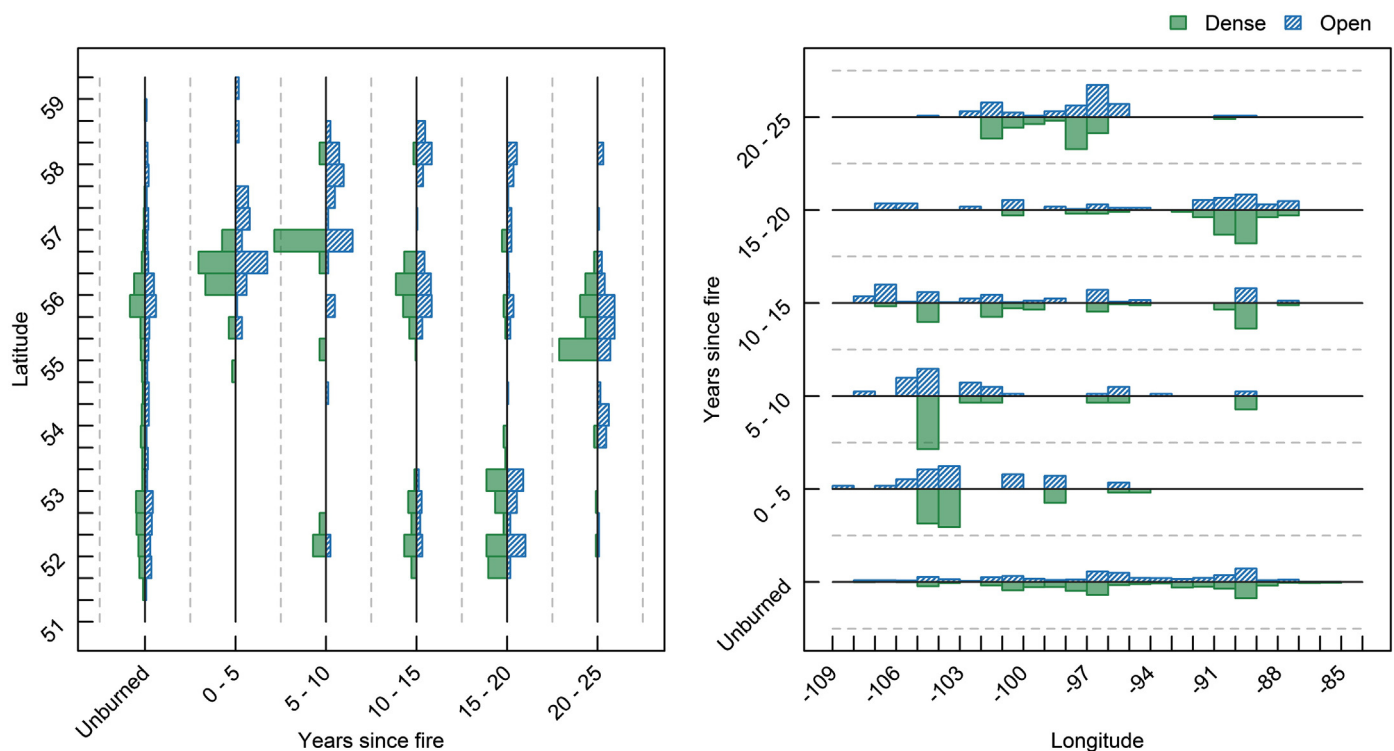 Dense Open
Latitude
59
58
57
56
55
54
53
52
51
Unburned
0 - 5
5 - 10
10 - 15
15 - 20
20 - 25
Years since fire
Years since fire
20 - 25
15 - 20
10 - 15
5 - 10
0 - 5
Unburned
-109
-106
-103
-100
-97
-94
-91
-88
-85
Longitude